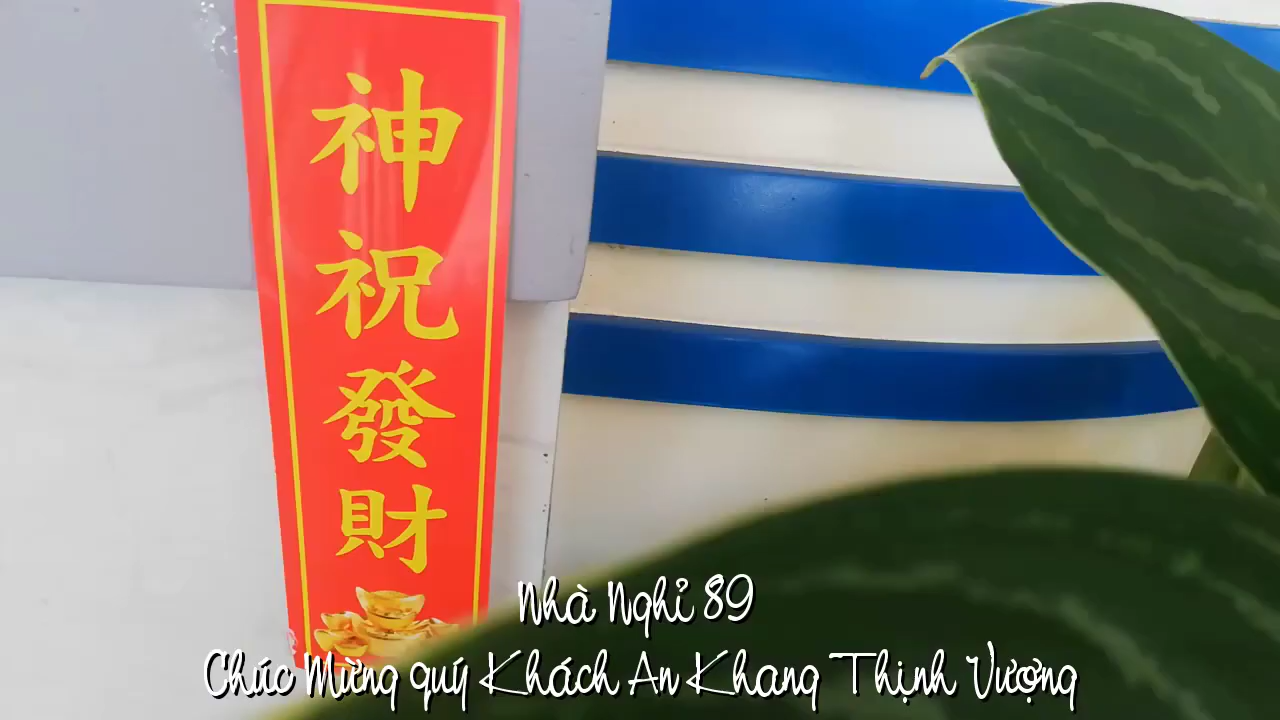 神祝發財
Nhà Nghỉ 89
Chúc Mừng quý Khách An Khang Thịnh Vượng